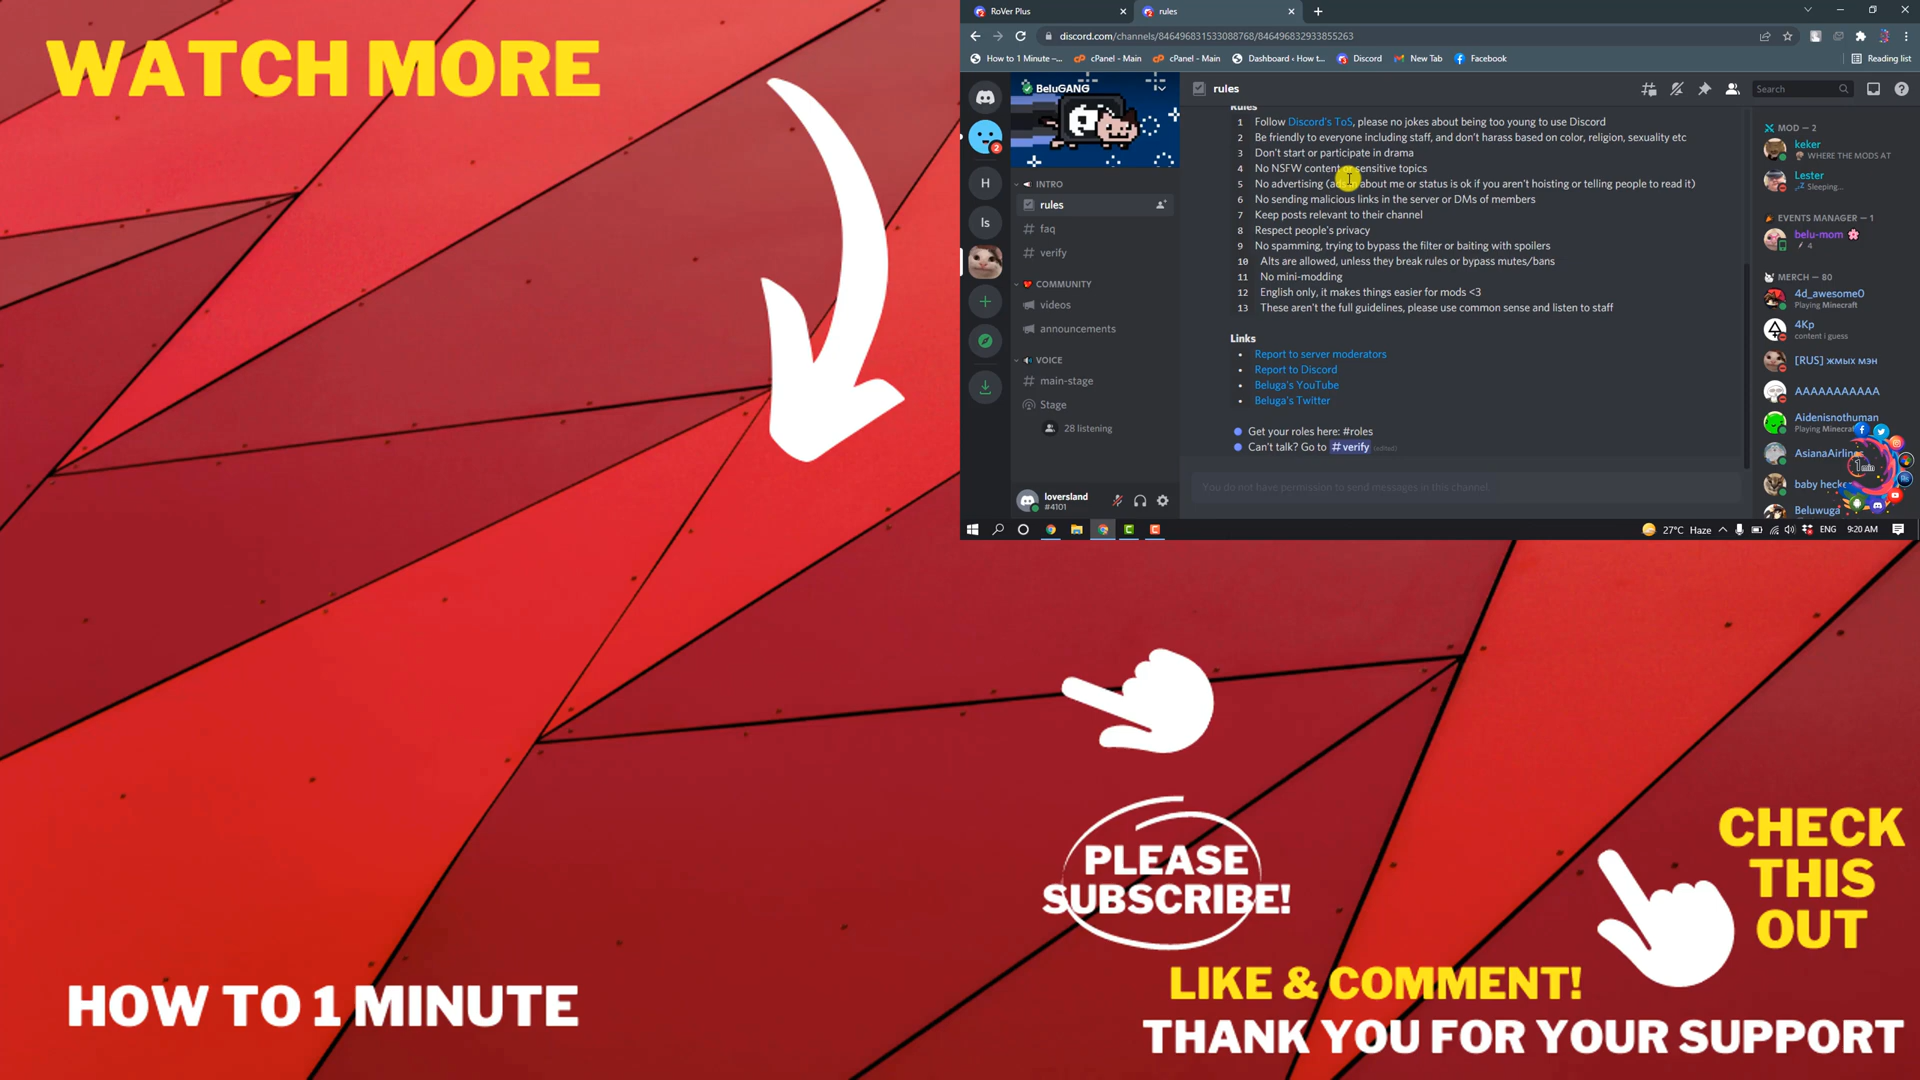 WATCH MORE
RoVer Plus
rules
discord.com/channels/846496831533088768/846496832933855263
How to 1 Minute –...
cPanel - Main
cPanel - Main
Dashboard ‹ How t...
Discord
New Tab
Facebook
Reading list
BeluGANG
rules
Search
INTRO
rules
faq
verify
COMMUNITY
videos
announcements
VOICE
main-stage
Stage
28 listening
loversland
#4101
H
ls
2
Rules
1 Follow Discord's ToS, please no jokes about being too young to use Discord
2 Be friendly to everyone including staff, and don't harass based on color, religion, sexuality etc
3 Don't start or participate in drama
4 No NSFW content or sensitive topics
5 No advertising ( about me or status is ok if you aren't hoisting or telling people to read it)
6 No sending malicious links in the server or DMs of members
7 Keep posts relevant to their channel
8 Respect people's privacy
9 No spamming, trying to bypass the filter or baiting with spoilers
10 Alts are allowed, unless they break rules or bypass mutes/bans
11 No mini-modding
12 English only, it makes things easier for mods <3
13 These aren't the full guidelines, please use common sense and listen to staff
Links
• Report to server moderators
• Report to Discord
• Beluga's YouTube
• Beluga's Twitter
Get your roles here: #roles
Can't talk? Go to #verify (edited)
You do not have permission to send messages in this channel.
MOD — 2
keker
WHERE THE MODS AT
Lester
Sleeping...
EVENTS MANAGER — 1
belu-mom
4
MERCH — 80
4d_awesome0
Playing Minecraft
4Kp
content i guess
[RUS] жмых мэн
AAAAAAAAAAA
Aidenisnothuman
Playing Minecraft
AsianaAirlin
baby hecke
Beluwuga
1min
27°C Haze
ENG
9:20 AM
PLEASE
SUBSCRIBE!
CHECK
THIS
OUT
HOW TO 1 MINUTE
LIKE & COMMENT!
THANK YOU FOR YOUR SUPPORT